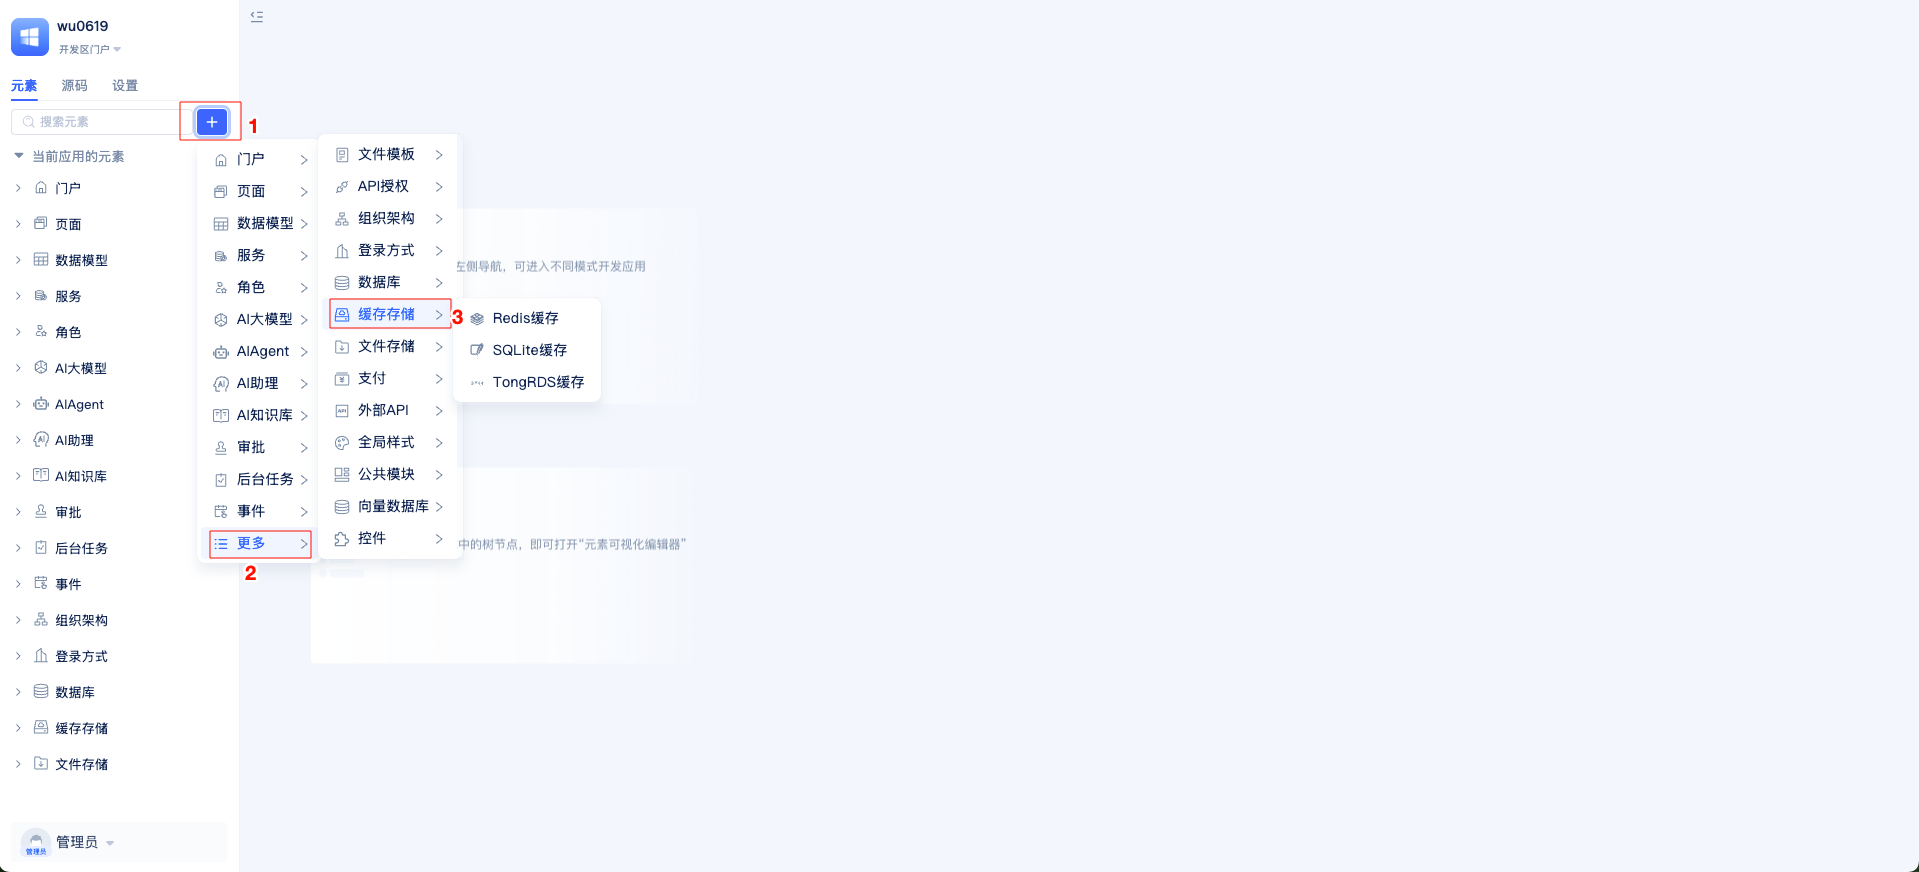 wu0619
开发区门户
元素
源码
设置
搜索元素
1
当前应用的元素
门户
页面
数据模型
服务
角色
AI大模型
AIAgent
AI助理
AI知识库
审批
后台任务
事件
组织架构
登录方式
数据库
缓存存储
文件存储
管理员
管理员
门户
页面
数据模型
服务
角色
AI大模型
AIAgent
AI助理
AI知识库
审批
后台任务
事件
更多
2
文件模板
API授权
组织架构
登录方式
数据库
缓存存储
3
文件存储
支付
外部API
全局样式
公共模块
向量数据库
控件
Redis缓存
SQLite缓存
TongRDS缓存
左侧导航，可进入不同模式开发应用
中的树节点，即可打开“元素可视化编辑器”